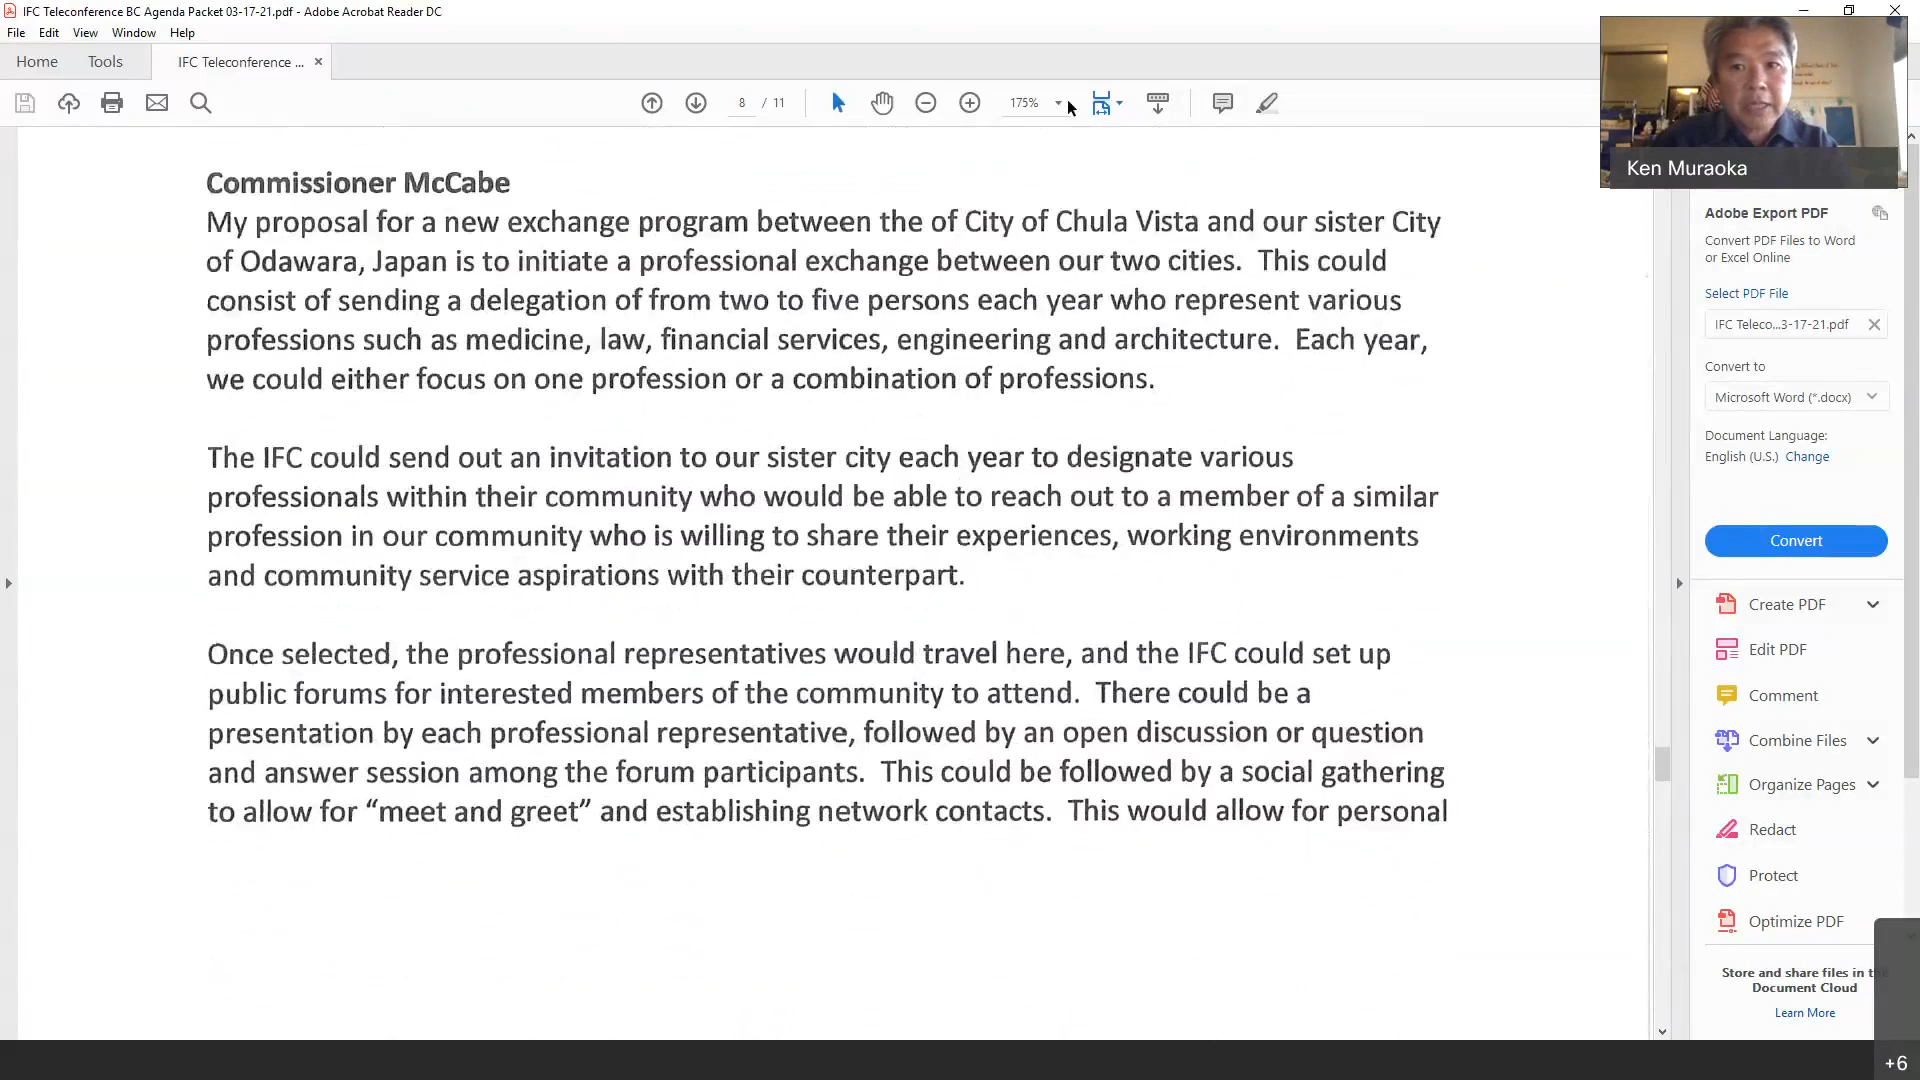 IFC Teleconference BC Agenda Packet 03-17-21.pdf - Adobe Acrobat Reader DC
File Edit View Window Help
Home Tools IFC Teleconference ...
8 / 11 175%
Ken Muraoka
Commissioner McCabe
My proposal for a new exchange program between the of City of Chula Vista and our sister City
of Odawara, Japan is to initiate a professional exchange between our two cities. This could
consist of sending a delegation of from two to five persons each year who represent various
professions such as medicine, law, financial services, engineering and architecture. Each year,
we could either focus on one profession or a combination of professions.
The IFC could send out an invitation to our sister city each year to designate various
professionals within their community who would be able to reach out to a member of a similar
profession in our community who is willing to share their experiences, working environments
and community service aspirations with their counterpart.
Once selected, the professional representatives would travel here, and the IFC could set up
public forums for interested members of the community to attend. There could be a
presentation by each professional representative, followed by an open discussion or question
and answer session among the forum participants. This could be followed by a social gathering
to allow for “meet and greet” and establishing network contacts. This would allow for personal
Adobe Export PDF
Convert PDF Files to Word
or Excel Online
Select PDF File
IFC Teleco...3-17-21.pdf
Convert to
Microsoft Word (*.docx)
Document Language:
English (U.S.) Change
Convert
Create PDF
Edit PDF
Comment
Combine Files
Organize Pages
Redact
Protect
Optimize PDF
Store and share files in the
Document Cloud
Learn More
+6